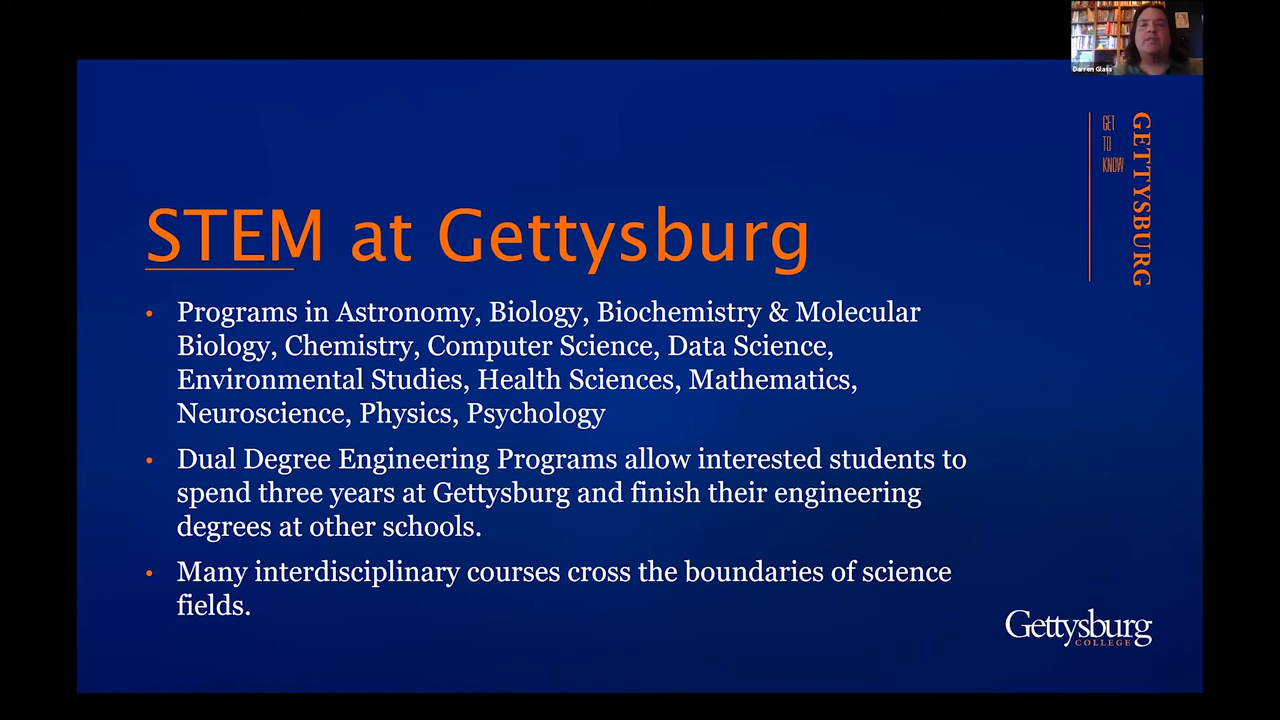 Darren Glass
GET
TO
KNOW
GETTYSBURG
STEM at Gettysburg
• Programs in Astronomy, Biology, Biochemistry & Molecular
Biology, Chemistry, Computer Science, Data Science,
Environmental Studies, Health Sciences, Mathematics,
Neuroscience, Physics, Psychology
• Dual Degree Engineering Programs allow interested students to
spend three years at Gettysburg and finish their engineering
degrees at other schools.
• Many interdisciplinary courses cross the boundaries of science
fields.
Gettysburg
COLLEGE